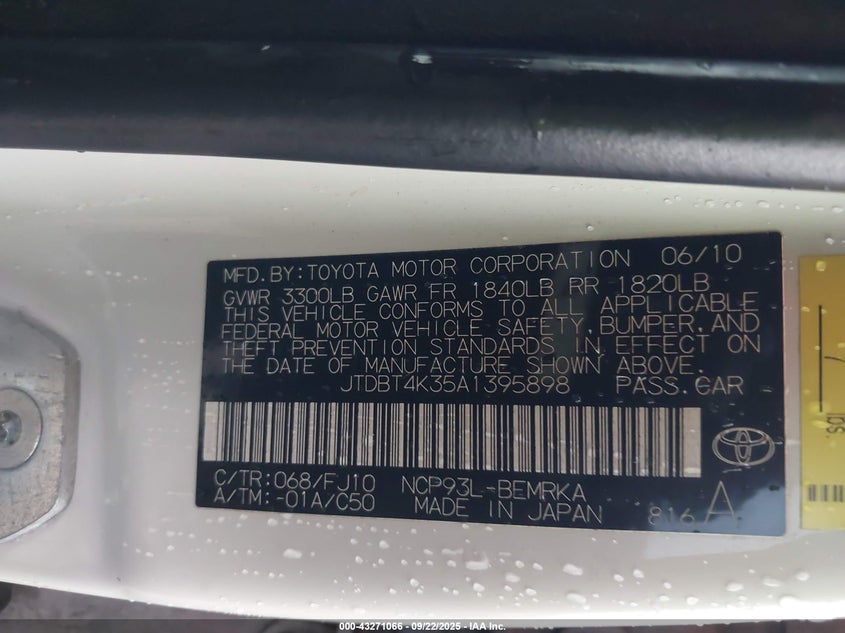 MFD.BY:TOYOTA MOTOR CORPORATION 06/10
GVWR 3300LB GAWR FR 1840LB RR 1820LB
THIS VEHICLE CONFORMS TO ALL APPLICABLE
FEDERAL MOTOR VEHICLE SAFETY, BUMPER, AND
THEFT PREVENTION STANDARDS IN EFFECT ON
THE DATE OF MANUFACTURE SHOWN ABOVE.
JTDBT4K35A1395898 PASS.CAR
C/TR:068/FJ10 NCP93L-BEMRKA
A/TM:-01A/C50 MADE IN JAPAN 816 A
lbs.
000-43271066 - 09/22/2025 - IAA Inc.